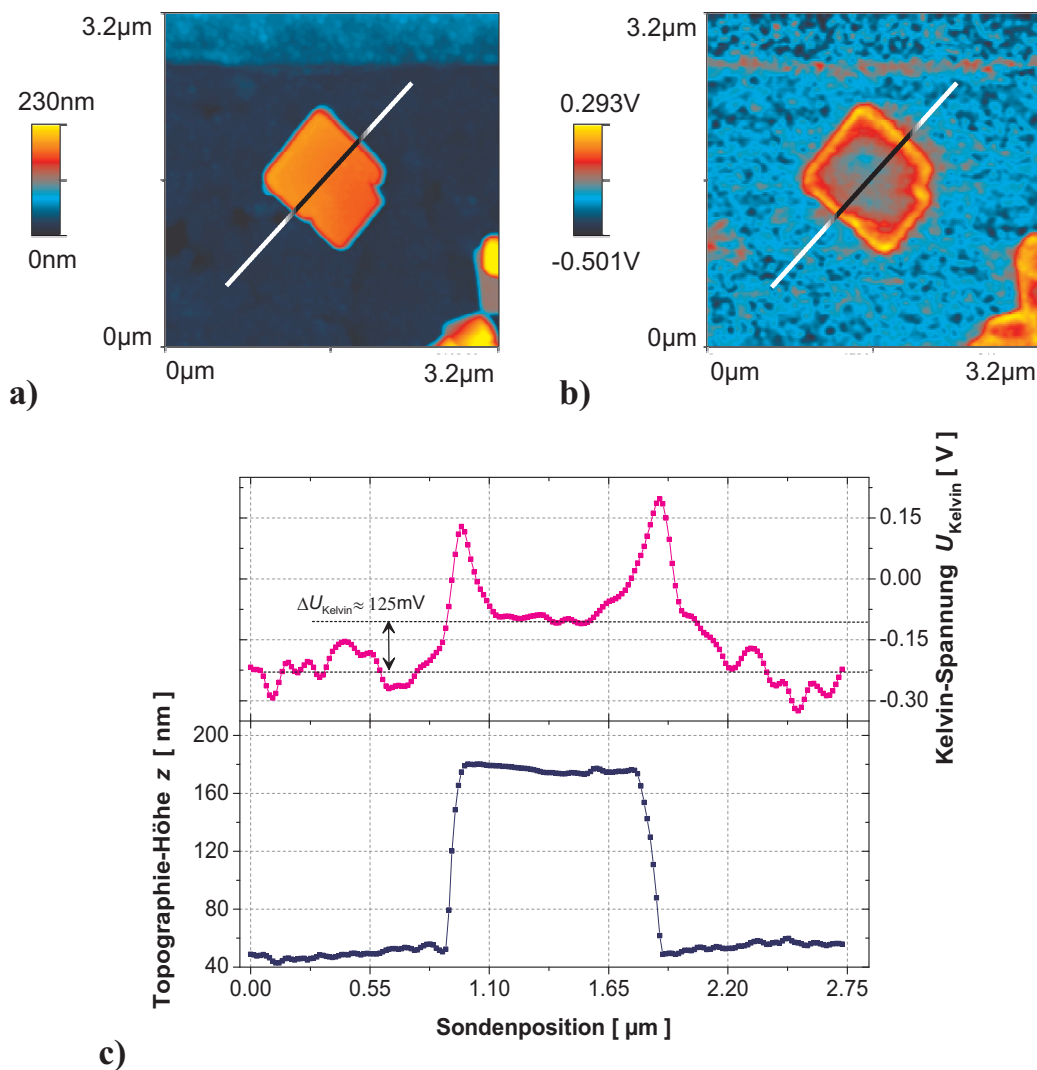 3.2µm
230nm
0nm
0µm
0µm
3.2µm
a)
3.2µm
0.293V
-0.501V
0µm
0µm
3.2µm
b)
ΔU_Kelvin ≈ 125mV
0.15
0.00
-0.15
-0.30
Kelvin-Spannung U_Kelvin [ V ]
200
160
120
80
40
Topographie-Höhe z [ nm ]
0.00 0.55 1.10 1.65 2.20 2.75
Sondenposition [ µm ]
c)